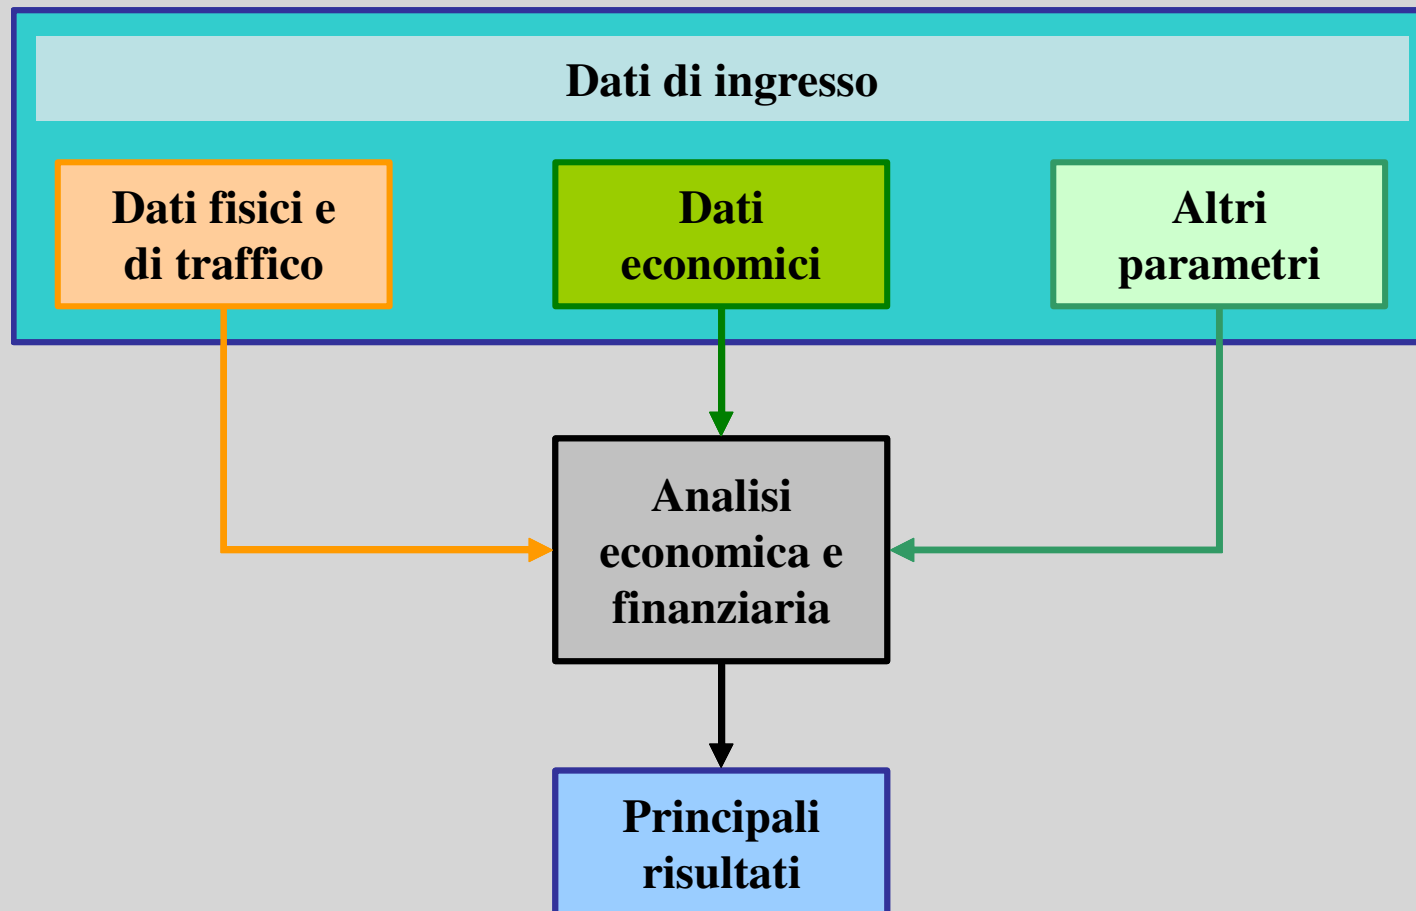 Dati di ingresso
Dati fisici e
di traffico
Dati
economici
Altri
parametri
Analisi
economica e
finanziaria
Principali
risultati